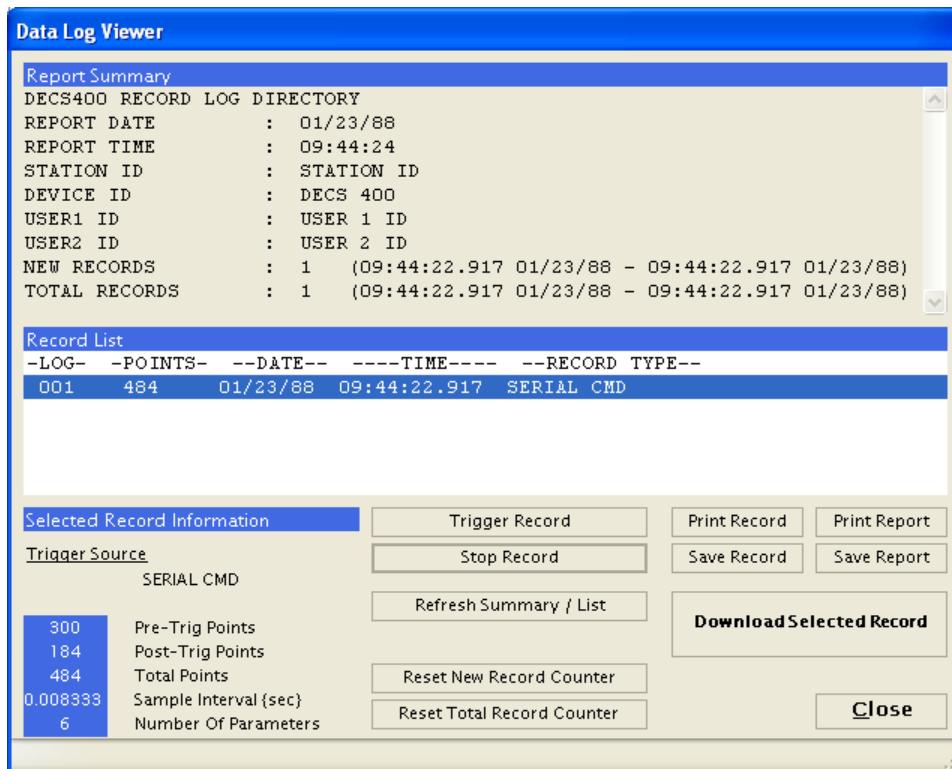 Data Log Viewer
Report Summary
DECS400 RECORD LOG DIRECTORY
REPORT DATE : 01/23/88
REPORT TIME : 09:44:24
STATION ID : STATION ID
DEVICE ID : DECS 400
USER1 ID : USER 1 ID
USER2 ID : USER 2 ID
NEW RECORDS : 1 (09:44:22.917 01/23/88 - 09:44:22.917 01/23/88)
TOTAL RECORDS : 1 (09:44:22.917 01/23/88 - 09:44:22.917 01/23/88)
Record List
-LOG- -POINTS- --DATE-- ----TIME---- --RECORD TYPE--
001 484 01/23/88 09:44:22.917 SERIAL CMD
Selected Record Information
Trigger Source
SERIAL CMD
300 Pre-Trig Points
184 Post-Trig Points
484 Total Points
0.008333 Sample Interval {sec}
6 Number Of Parameters
Trigger Record
Stop Record
Refresh Summary / List
Reset New Record Counter
Reset Total Record Counter
Print Record Print Report
Save Record Save Report
Download Selected Record
Close